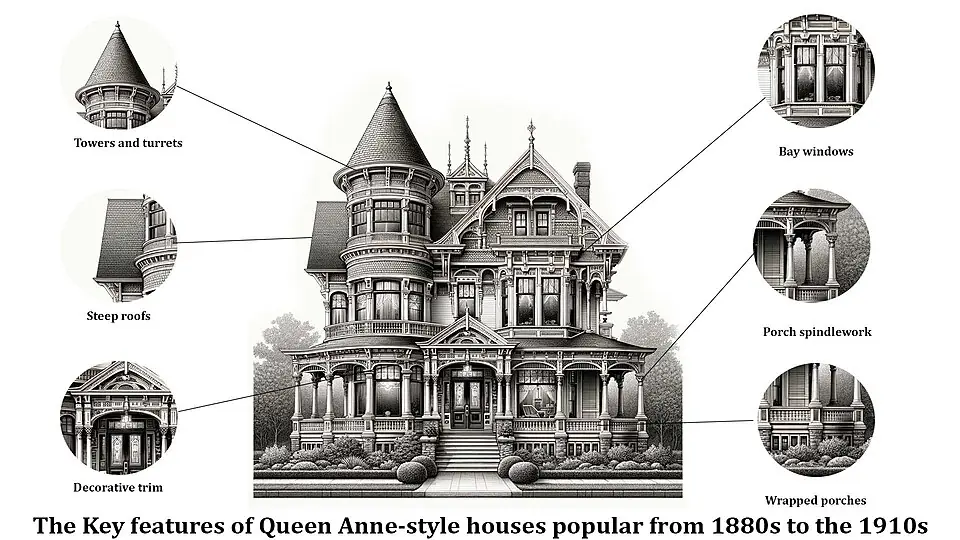 Towers and turrets
Bay windows
Steep roofs
Porch spindlework
Decorative trim
Wrapped porches
The Key features of Queen Anne-style houses popular from 1880s to the 1910s